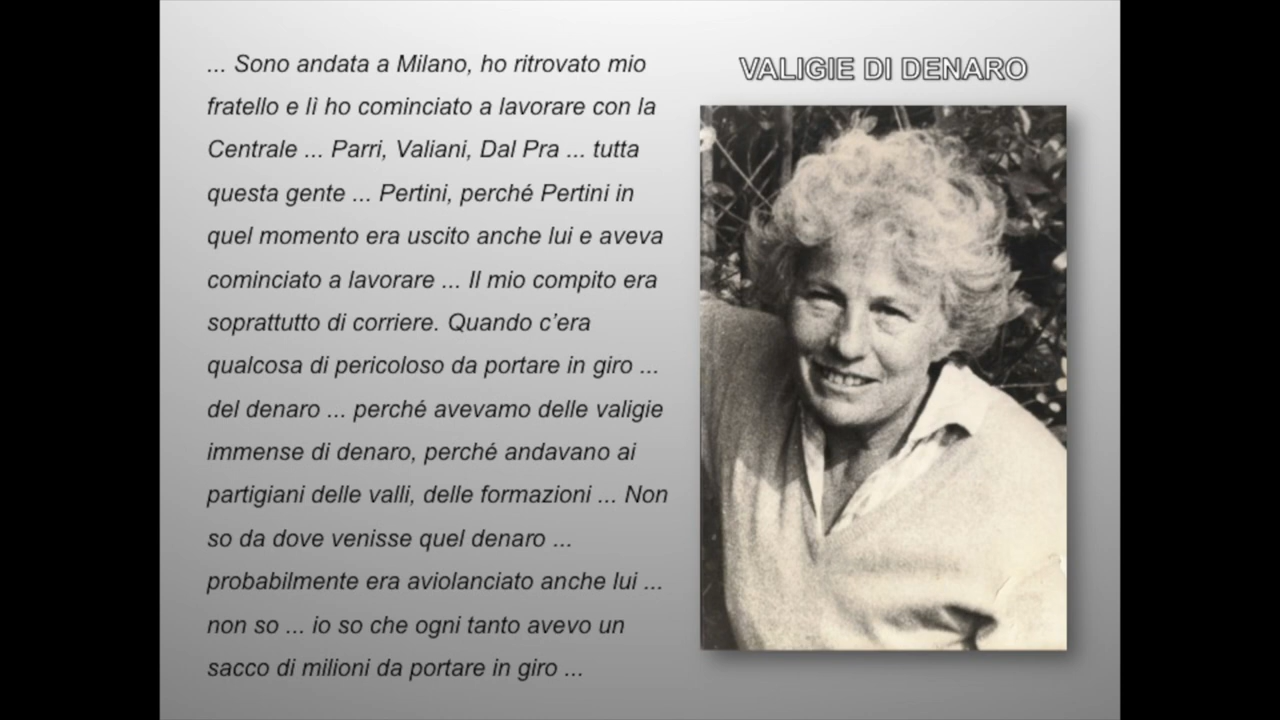 VALIGIE DI DENARO
... Sono andata a Milano, ho ritrovato mio
fratello e lì ho cominciato a lavorare con la
Centrale ... Parri, Valiani, Dal Pra ... tutta
questa gente ... Pertini, perché Pertini in
quel momento era uscito anche lui e aveva
cominciato a lavorare ... Il mio compito era
soprattutto di corriere. Quando c’era
qualcosa di pericoloso da portare in giro ...
del denaro ... perché avevamo delle valigie
immense di denaro, perché andavano ai
partigiani delle valli, delle formazioni ... Non
so da dove venisse quel denaro ...
probabilmente era aviolanciato anche lui ...
non so ... io so che ogni tanto avevo un
sacco di milioni da portare in giro ...